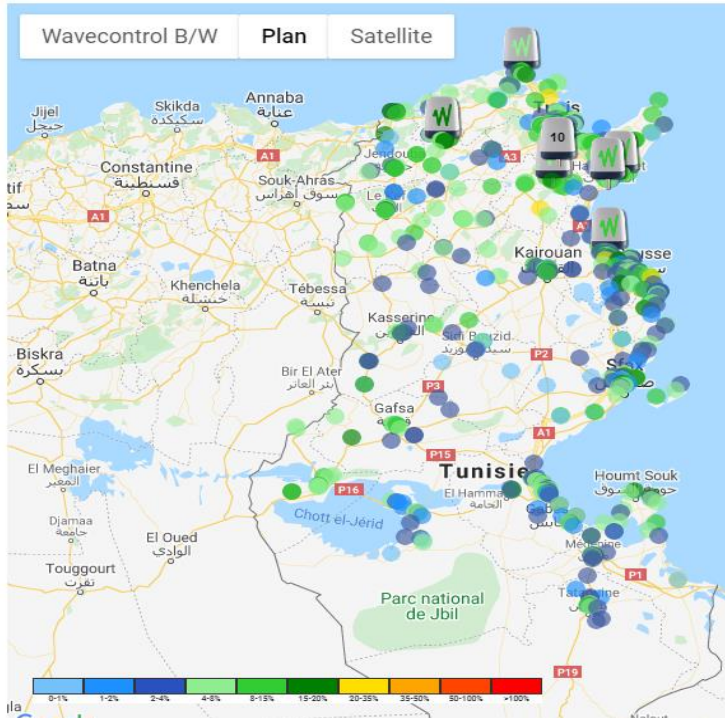 Wavecontrol B/W
Plan
Satellite
Jijel
جيجل
Skikda
سكيكدة
Annaba
عنابة
Constantine
قسنطينة
A1
A1
Souk-Ahras
سوق أهراس
Jendouba
A3
10
Batna
باتنة
Khenchela
خنشلة
Tébessa
تبسة
Kairouan
Kasserine
Sidi Bouzid
Biskra
بسكرة
Bir El Ater
بئر العاتر
P2
P3
Gafsa
A1
P15
Tunisie
El Meghaier
المغير
P16
El Hamma
الحامة
Houmt Souk
حومة السوق
Chott el-Jérid
Djamaa
جامعة
El Oued
الوادي
Touggourt
تقرت
P1
Parc national
de Jbil
P19
0-1%
1-2%
2-4%
4-8%
8-15%
15-20%
20-35%
35-50%
50-100%
>100%